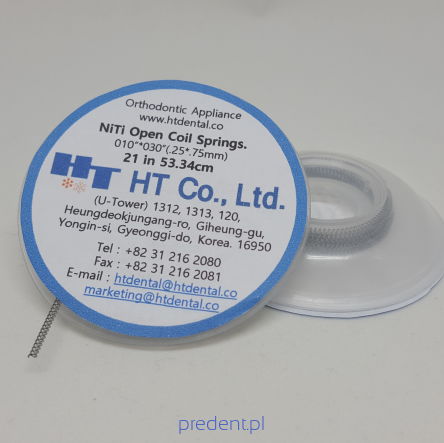 Orthodontic Appliance
www.htdental.co
NiTi Open Coil Springs.
010"*030"(.25*.75mm)
21 in 53.34cm
HT HT Co., Ltd.
(U-Tower) 1312, 1313, 120,
Heungdeokjungang-ro, Giheung-gu,
Yongin-si, Gyeonggi-do, Korea. 16950
Tel : +82 31 216 2080
Fax : +82 31 216 2081
E-mail : htdental@htdental.co
marketing@htdental.co
predent.pl